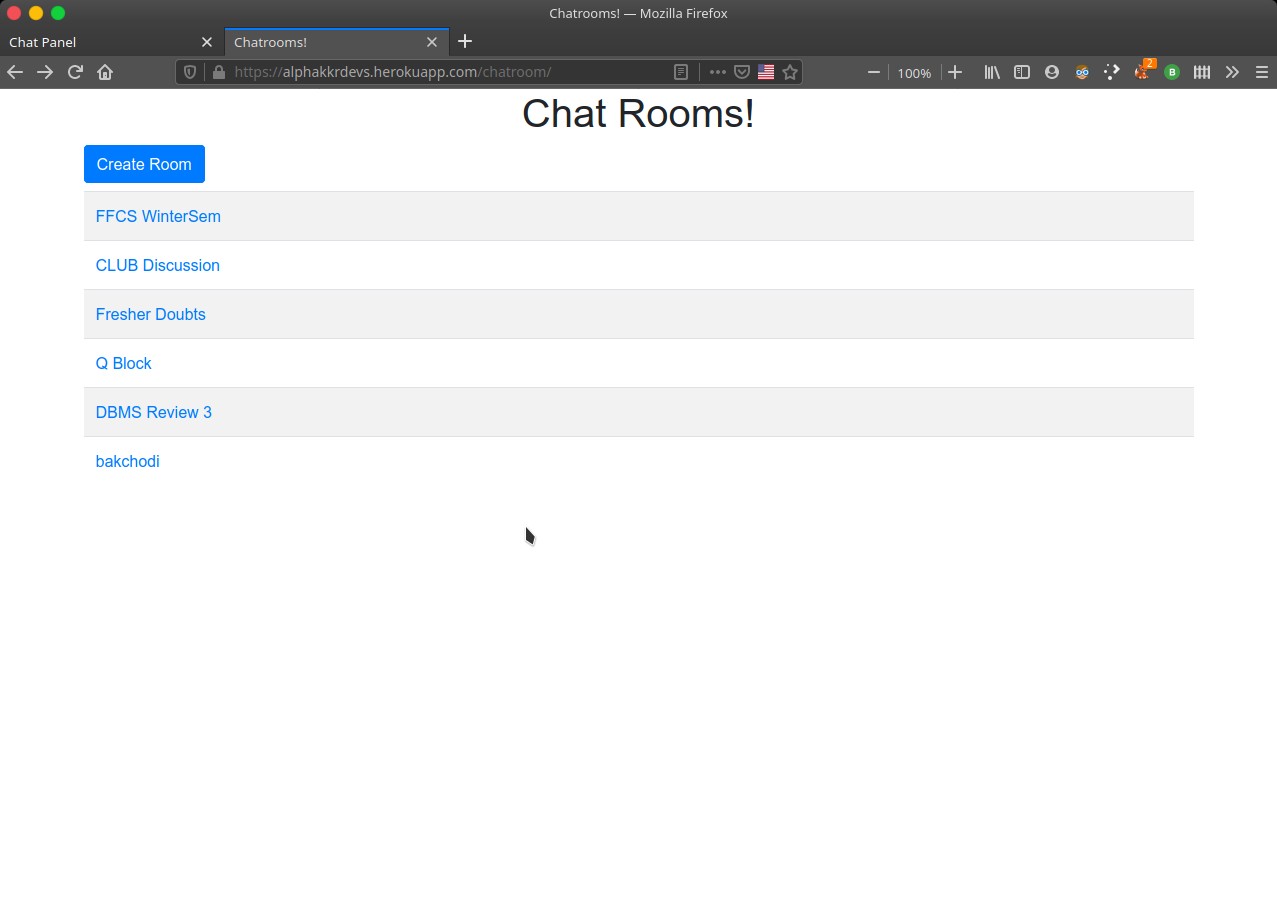 Chatrooms! — Mozilla Firefox
Chat Panel
Chatrooms!
https://alphakkrdevs.herokuapp.com/chatroom/
100%
2
B
Chat Rooms!
Create Room
FFCS WinterSem
CLUB Discussion
Fresher Doubts
Q Block
DBMS Review 3
bakchodi